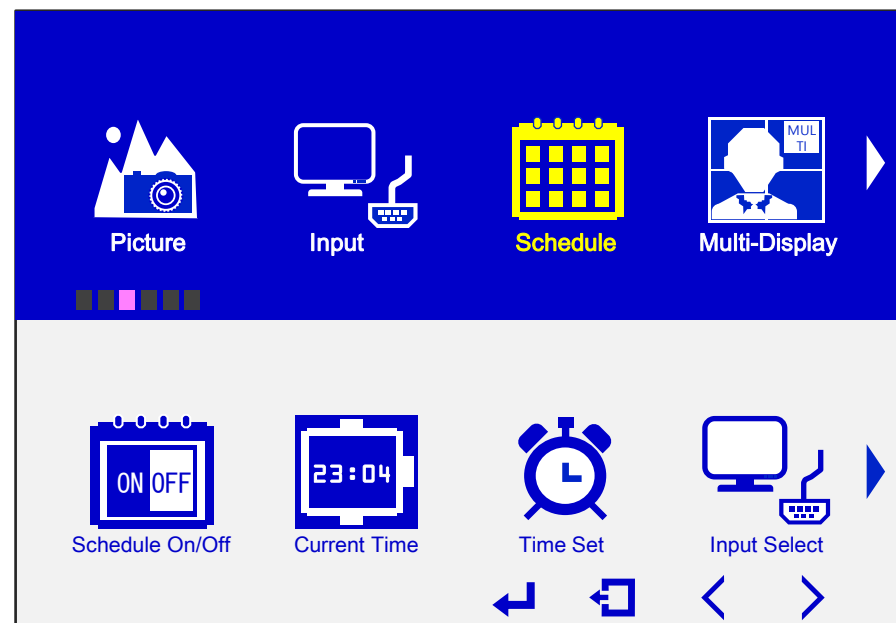 MUL
TI
Picture
Input
Schedule
Multi-Display
ON OFF
23:04
Schedule On/Off
Current Time
Time Set
Input Select